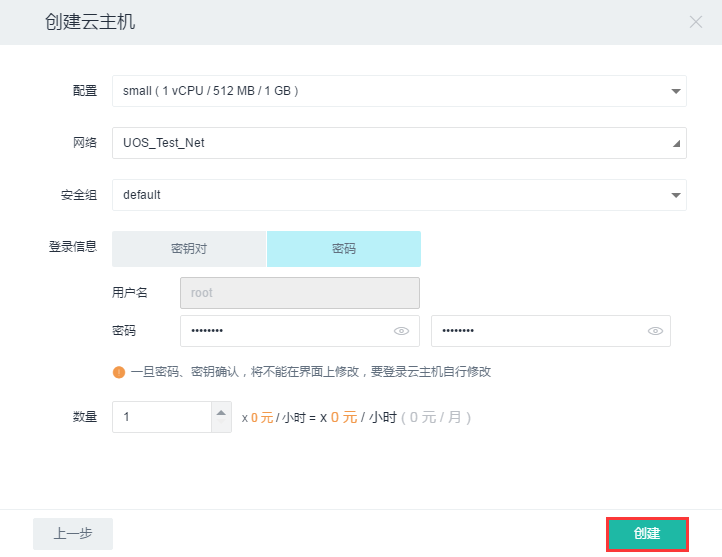 创建云主机
配置 small ( 1 vCPU / 512 MB / 1 GB )
网络 UOS_Test_Net
安全组 default
登录信息 密钥对 密码
用户名 root
密码 •••••••• ••••••••
! 一旦密码、密钥确认，将不能在界面上修改，要登录云主机自行修改
数量 1 x 0 元 / 小时 = x 0 元 / 小时 ( 0 元 / 月 )
上一步 创建